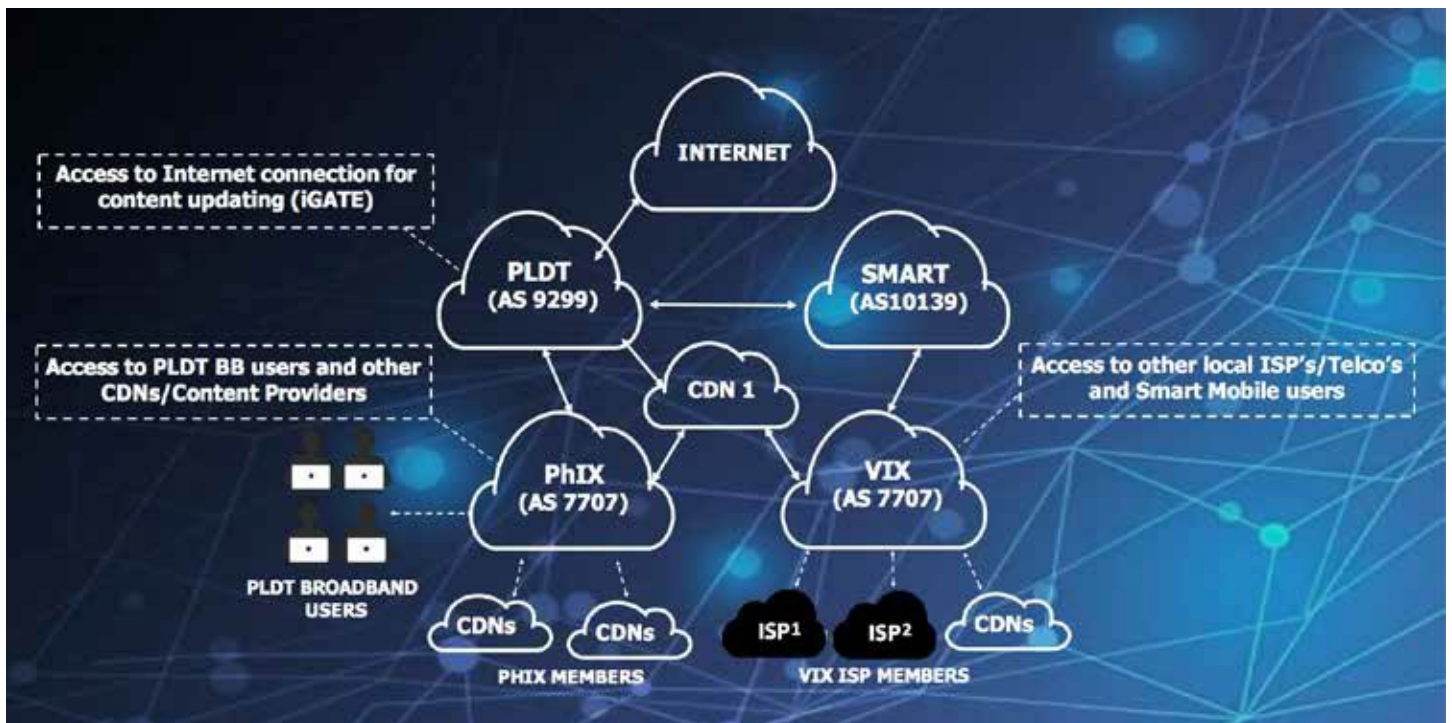 INTERNET
Access to Internet connection for
content updating (iGATE)
PLDT
(AS 9299)
SMART
(AS10139)
Access to PLDT BB users and other
CDNs/Content Providers
CDN 1
Access to other local ISP's/Telco's
and Smart Mobile users
PhIX
(AS 7707)
VIX
(AS 7707)
PLDT BROADBAND
USERS
CDNs
CDNs
PHIX MEMBERS
ISP1
ISP2
CDNs
VIX ISP MEMBERS